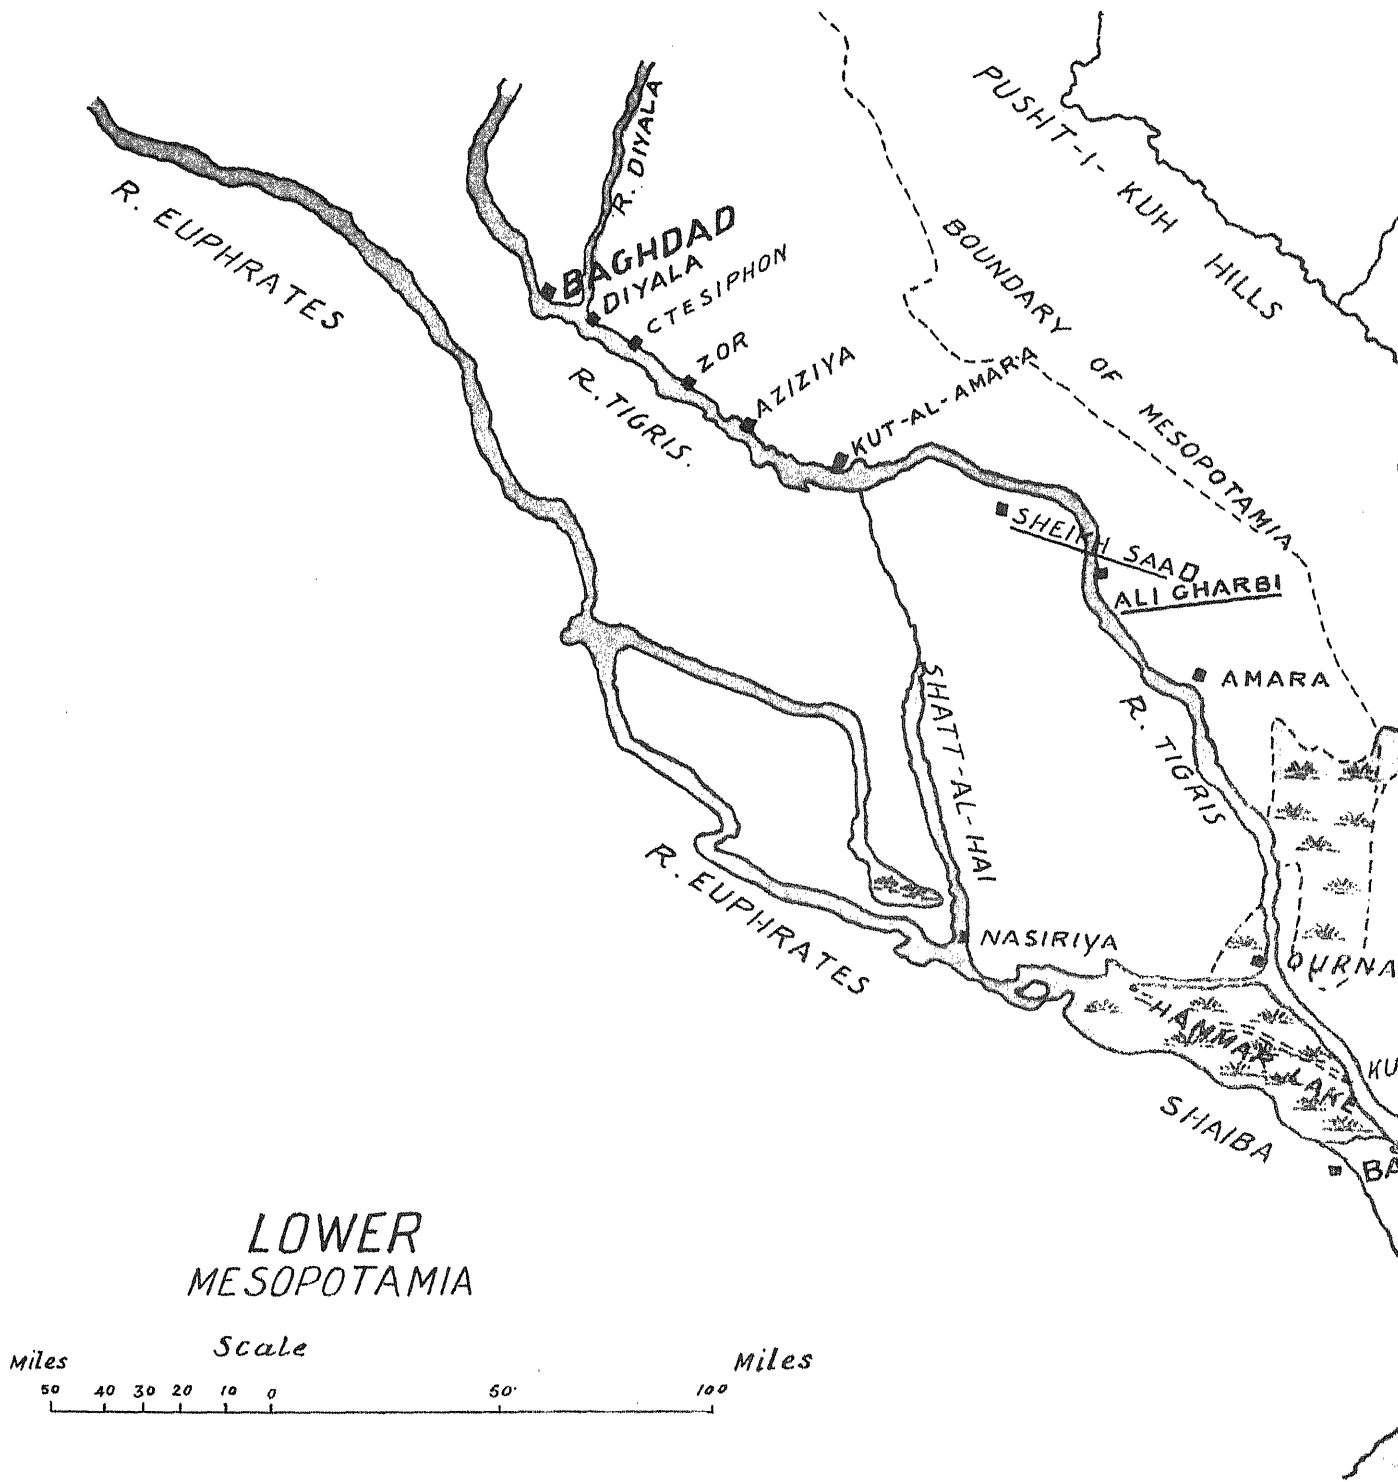 PUSHT-I-KUH HILLS
R. DIYALA
R. EUPHRATES
BAGHDAD
DIYALA
CTESIPHON
ZOR
AZIZIYA
KUT-AL-AMARA
BOUNDARY OF MESOPOTAMIA
R. TIGRIS.
SHEIKH SAAD
ALI GHARBI
AMARA
R. TIGRIS
SHATT-AL-HAI
R. EUPHRATES
NASIRIYA
QURNA
HAMMAR LAKE
KU
SHAIBA
BA
LOWER
MESOPOTAMIA
Scale
Miles Miles
50 40 30 20 10 0 50 100